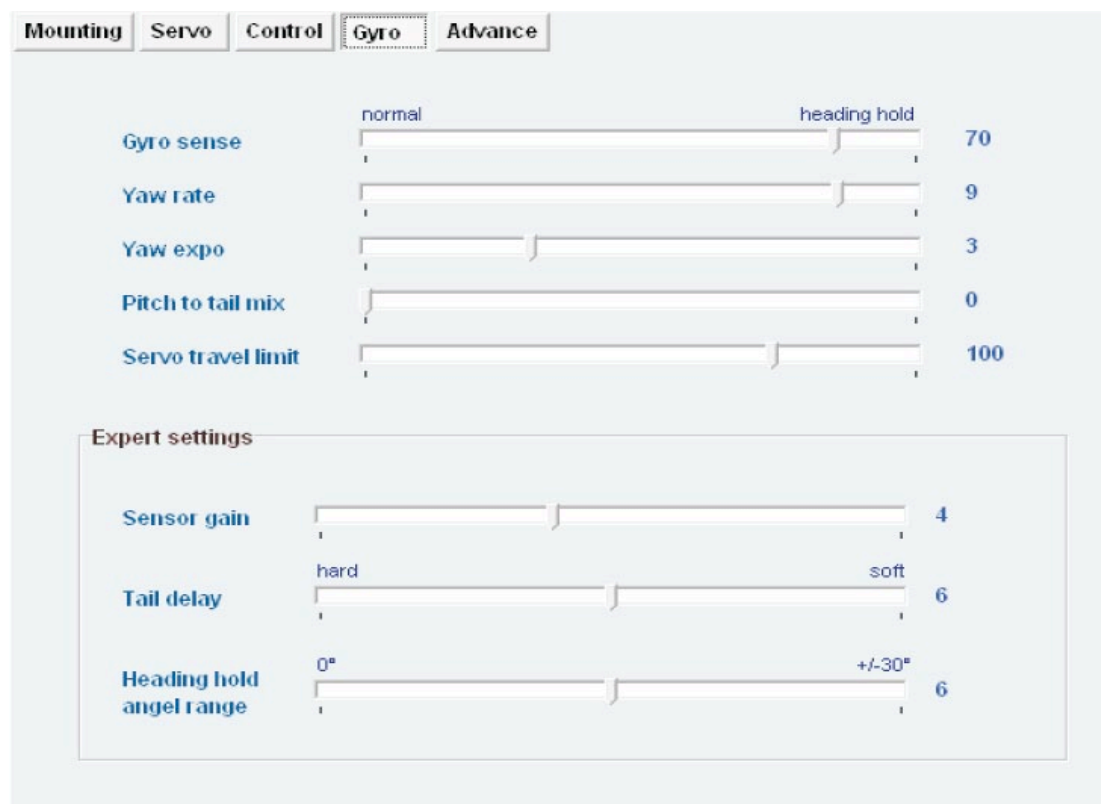 Mounting Servo Control Gyro Advance
normal heading hold
Gyro sense 70
Yaw rate 9
Yaw expo 3
Pitch to tail mix 0
Servo travel limit 100
Expert settings
Sensor gain 4
hard soft
Tail delay 6
0° +/-30°
Heading hold
angel range 6